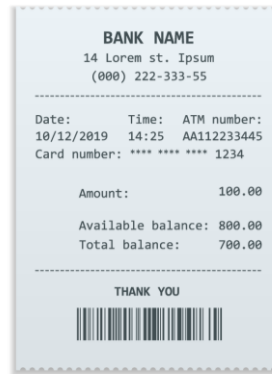 BANK NAME
14 Lorem st. Ipsum
(000) 222-333-55
Date: Time: ATM number:
10/12/2019 14:25 AA112233445
Card number: **** **** **** 1234
Amount: 100.00
Available balance: 800.00
Total balance: 700.00
THANK YOU